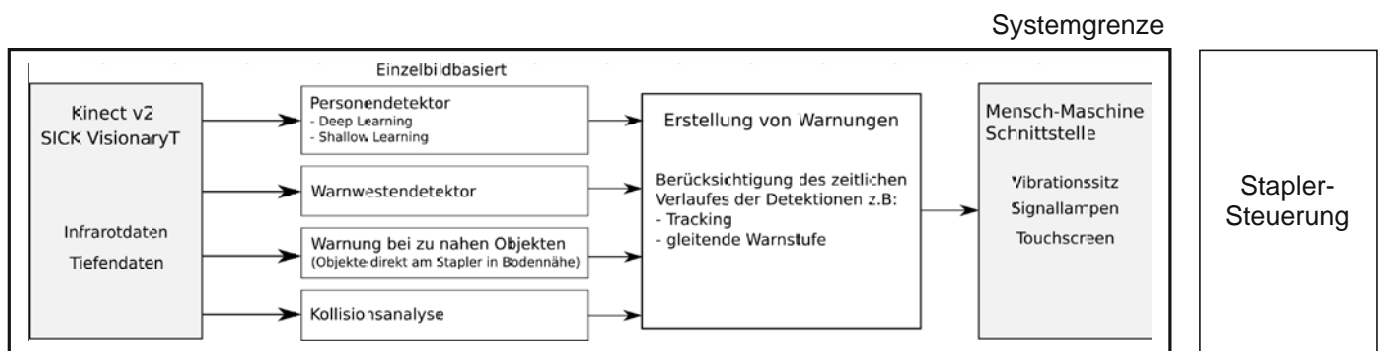 Systemgrenze
Einzelbildbasiert
Kinect v2
SICK VisionaryT
Infrarotdaten
Tiefendaten
Personendetektor
- Deep Learning
- Shallow Learning
Warnwestendetektor
Warnung bei zu nahen Objekten
(Objekte direkt am Stapler in Bodennähe)
Kollisionsanalyse
Erstellung von Warnungen
Berücksichtigung des zeitlichen
Verlaufes der Detektionen z.B:
- Tracking
- gleitende Warnstufe
Mensch-Maschine
Schnittstelle
Vibrationssitz
Signallampen
Touchscreen
Stapler-
Steuerung